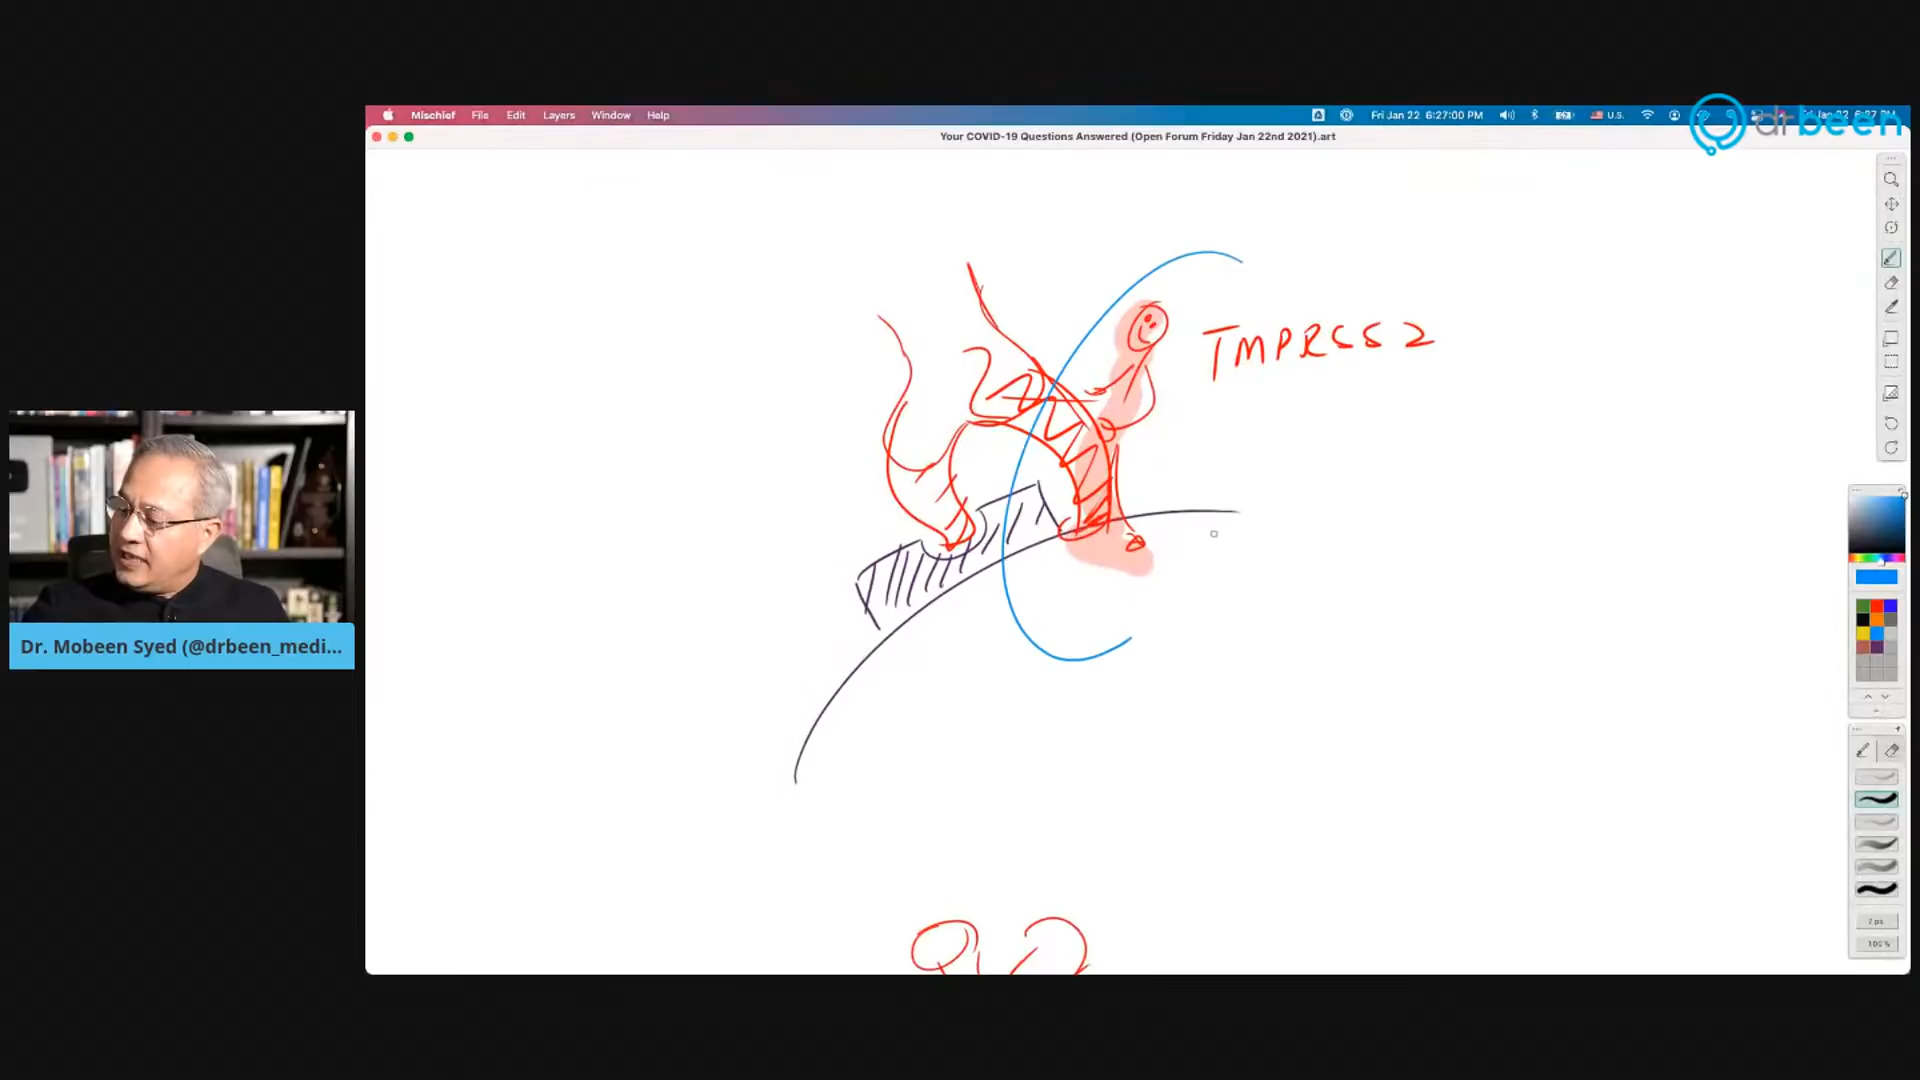 Mischief File Edit Layers Window Help
Fri Jan 22 6:27:00 PM
U.S.
drbeen
Your COVID-19 Questions Answered (Open Forum Friday Jan 22nd 2021).art
TMPRSS2
Dr. Mobeen Syed (@drbeen_medi...
100%